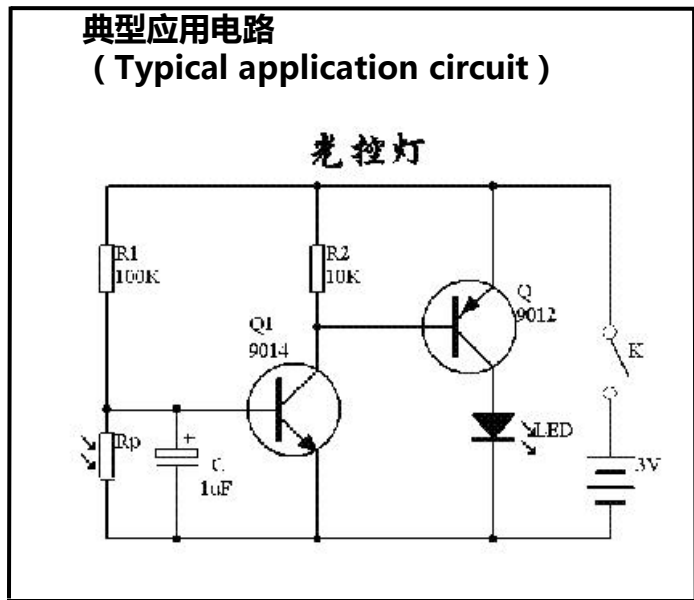 典型应用电路
（Typical application circuit）
光控灯
R1
100K
R2
10K
Q
9012
Q1
9014
K
Rp
+
C
1uF
LED
3V